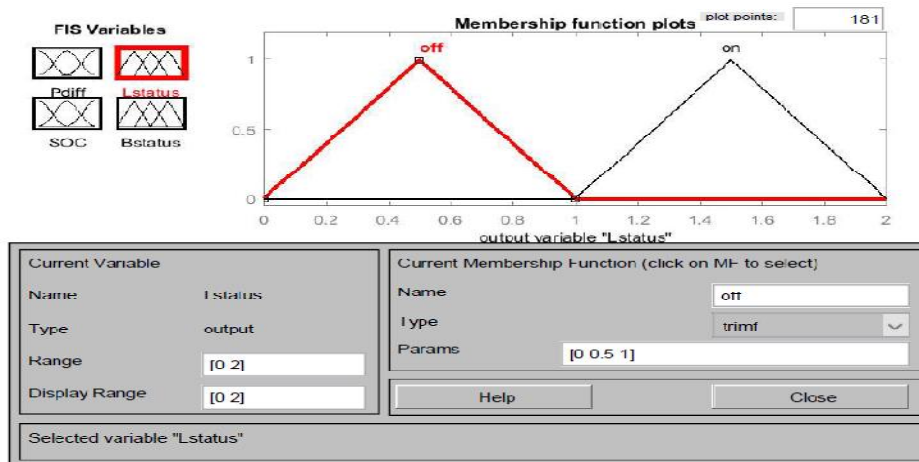 FIS Variables
Membership function plots
plot points:
181
Pdiff
Lstatus
SOC
Bstatus
off
on
1
0.5
0
0
0.2
0.4
0.6
0.8
1
1.2
1.4
1.6
1.8
2
output variable "Lstatus"
Current Variable
Name
Lstatus
Type
output
Range
[0 2]
Display Range
[0 2]
Current Membership Function (click on MF to select)
Name
off
Type
trimf
Params
[0 0.5 1]
Help
Close
Selected variable "Lstatus"